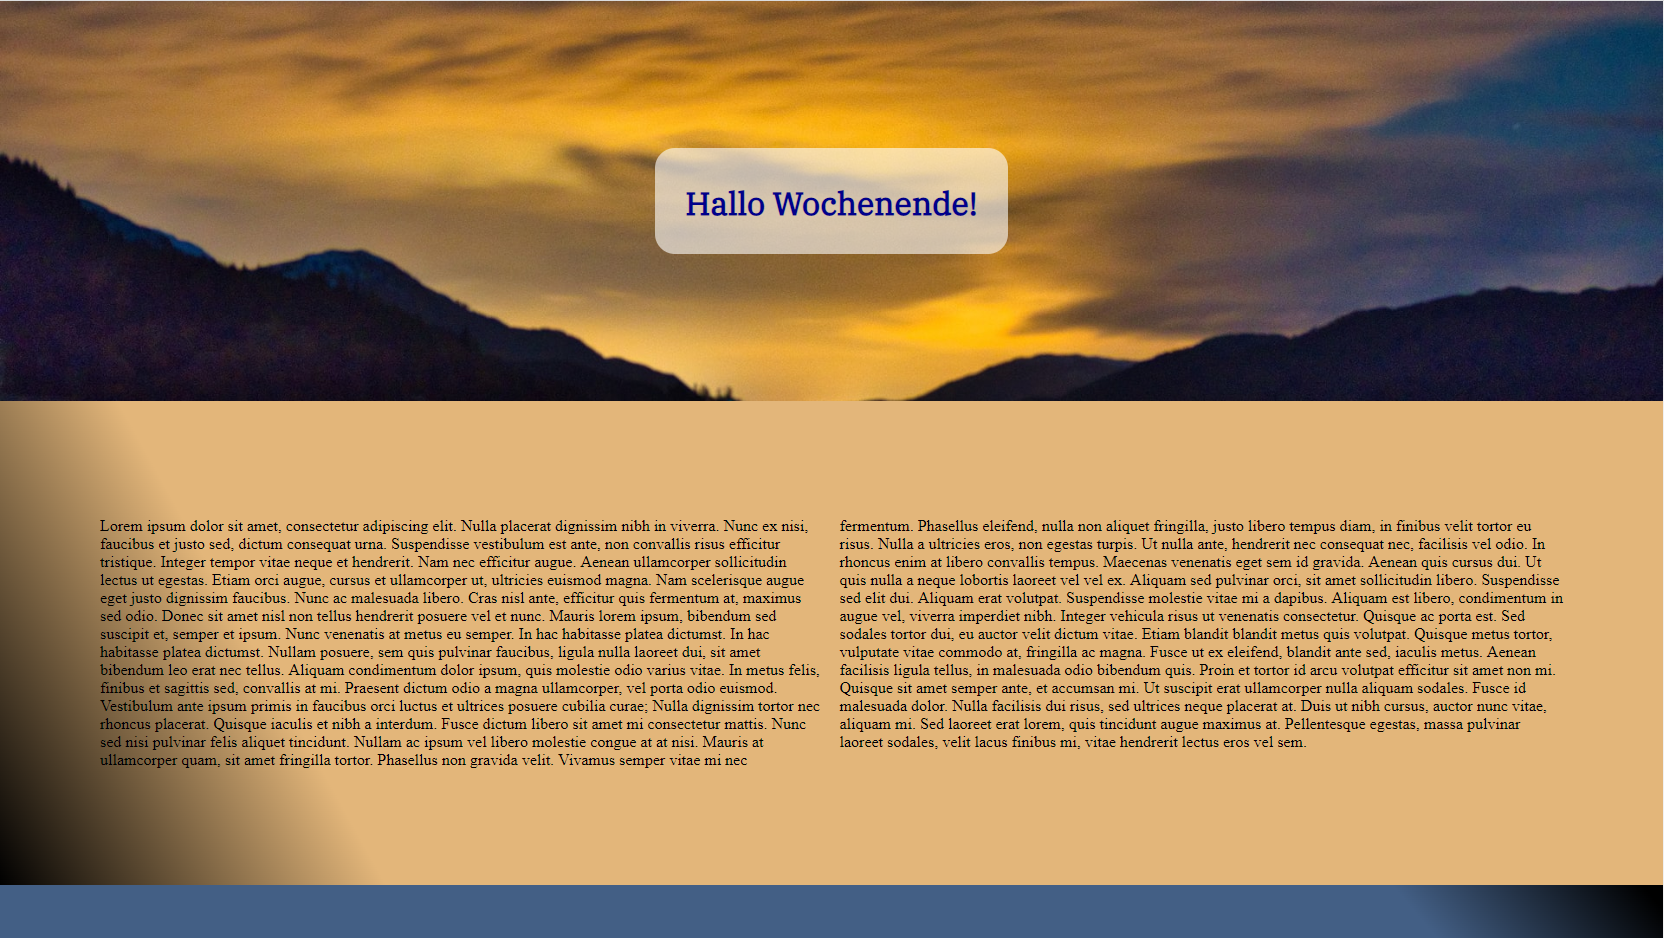 Hallo Wochenende!
Lorem ipsum dolor sit amet, consectetur adipiscing elit. Nulla placerat dignissim nibh in viverra. Nunc ex nisi,
faucibus et justo sed, dictum consequat urna. Suspendisse vestibulum est ante, non convallis risus efficitur
tristique. Integer tempor vitae neque et hendrerit. Nam nec efficitur augue. Aenean ullamcorper sollicitudin
lectus ut egestas. Etiam orci augue, cursus et ullamcorper ut, ultricies euismod magna. Nam scelerisque augue
eget justo dignissim faucibus. Nunc ac malesuada libero. Cras nisl ante, efficitur quis fermentum at, maximus
sed odio. Donec sit amet nisl non tellus hendrerit posuere vel et nunc. Mauris lorem ipsum, bibendum sed
suscipit et, semper et ipsum. Nunc venenatis at metus eu semper. In hac habitasse platea dictumst. In hac
habitasse platea dictumst. Nullam posuere, sem quis pulvinar faucibus, ligula nulla laoreet dui, sit amet
bibendum leo erat nec tellus. Aliquam condimentum dolor ipsum, quis molestie odio varius vitae. In metus felis,
finibus et sagittis sed, convallis at mi. Praesent dictum odio a magna ullamcorper, vel porta odio euismod.
Vestibulum ante ipsum primis in faucibus orci luctus et ultrices posuere cubilia curae; Nulla dignissim tortor nec
rhoncus placerat. Quisque iaculis et nibh a interdum. Fusce dictum libero sit amet mi consectetur mattis. Nunc
sed nisi pulvinar felis aliquet tincidunt. Nullam ac ipsum vel libero molestie congue at at nisi. Mauris at
ullamcorper quam, sit amet fringilla tortor. Phasellus non gravida velit. Vivamus semper vitae mi nec
fermentum. Phasellus eleifend, nulla non aliquet fringilla, justo libero tempus diam, in finibus velit tortor eu
risus. Nulla a ultricies eros, non egestas turpis. Ut nulla ante, hendrerit nec consequat nec, facilisis vel odio. In
rhoncus enim at libero convallis tempus. Maecenas venenatis eget sem id gravida. Aenean quis cursus dui. Ut
quis nulla a neque lobortis laoreet vel vel ex. Aliquam sed pulvinar orci, sit amet sollicitudin libero. Suspendisse
sed elit dui. Aliquam erat volutpat. Suspendisse molestie vitae mi a dapibus. Aliquam est libero, condimentum in
augue vel, viverra imperdiet nibh. Integer vehicula risus ut venenatis consectetur. Quisque ac porta est. Sed
sodales tortor dui, eu auctor velit dictum vitae. Etiam blandit blandit metus quis volutpat. Quisque metus tortor,
vulputate vitae commodo at, fringilla ac magna. Fusce ut ex eleifend, blandit ante sed, iaculis metus. Aenean
facilisis ligula tellus, in malesuada odio bibendum quis. Proin et tortor id arcu volutpat efficitur sit amet non mi.
Quisque sit amet semper ante, et accumsan mi. Ut suscipit erat ullamcorper nulla aliquam sodales. Fusce id
malesuada dolor. Nulla facilisis dui risus, sed ultrices neque placerat at. Duis ut nibh cursus, auctor nunc vitae,
aliquam mi. Sed laoreet erat lorem, quis tincidunt augue maximus at. Pellentesque egestas, massa pulvinar
laoreet sodales, velit lacus finibus mi, vitae hendrerit lectus eros vel sem.